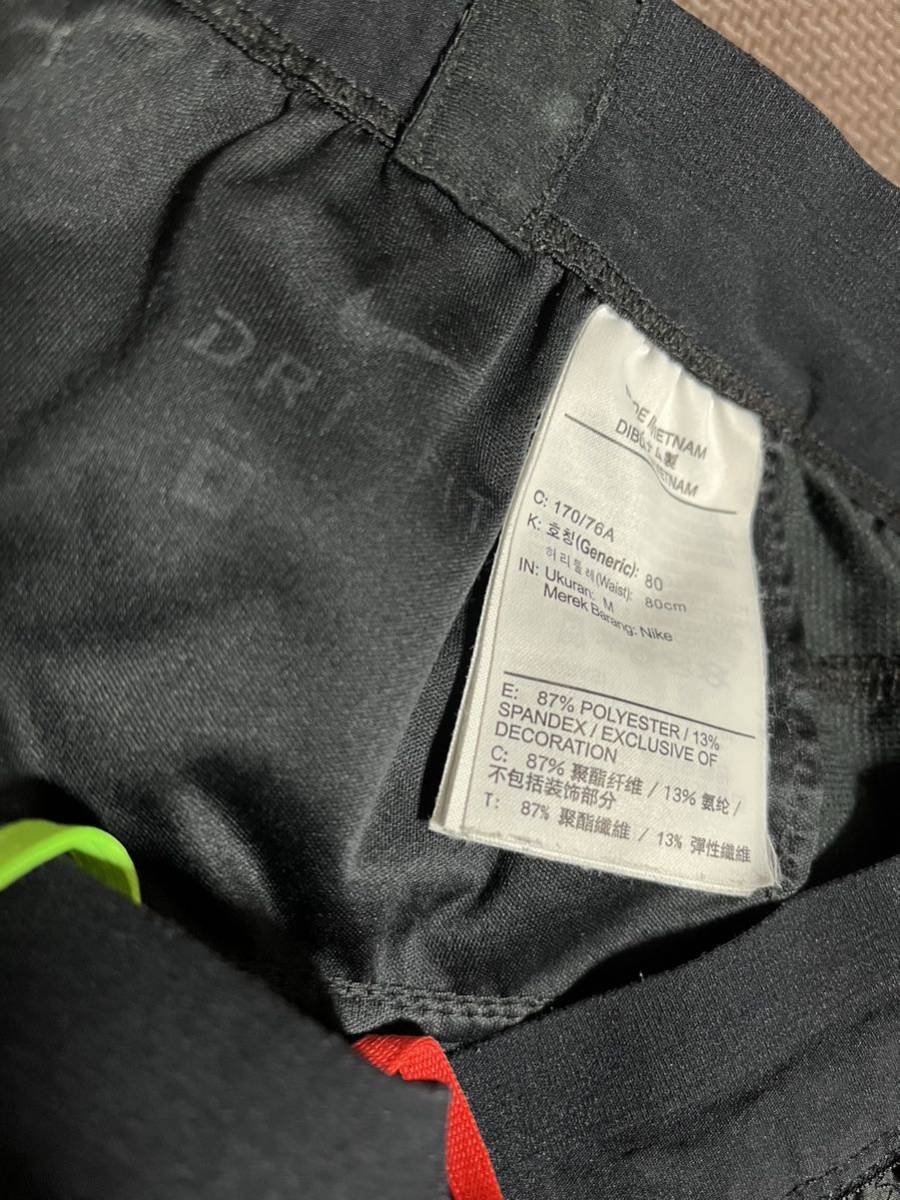 DRI
VIETNAM
VIETNAM
C: 170/76A
K: 호칭(Generic): 80
허리둘레(Waist): 80cm
IN: Ukuran: M
Merek Barang: Nike
E: 87% POLYESTER / 13%
SPANDEX / EXCLUSIVE OF
DECORATION
C: 87% 聚酯纤维 / 13% 氨纶 /
不包括装饰部分
T: 87% 聚酯纖維 / 13% 彈性纖維